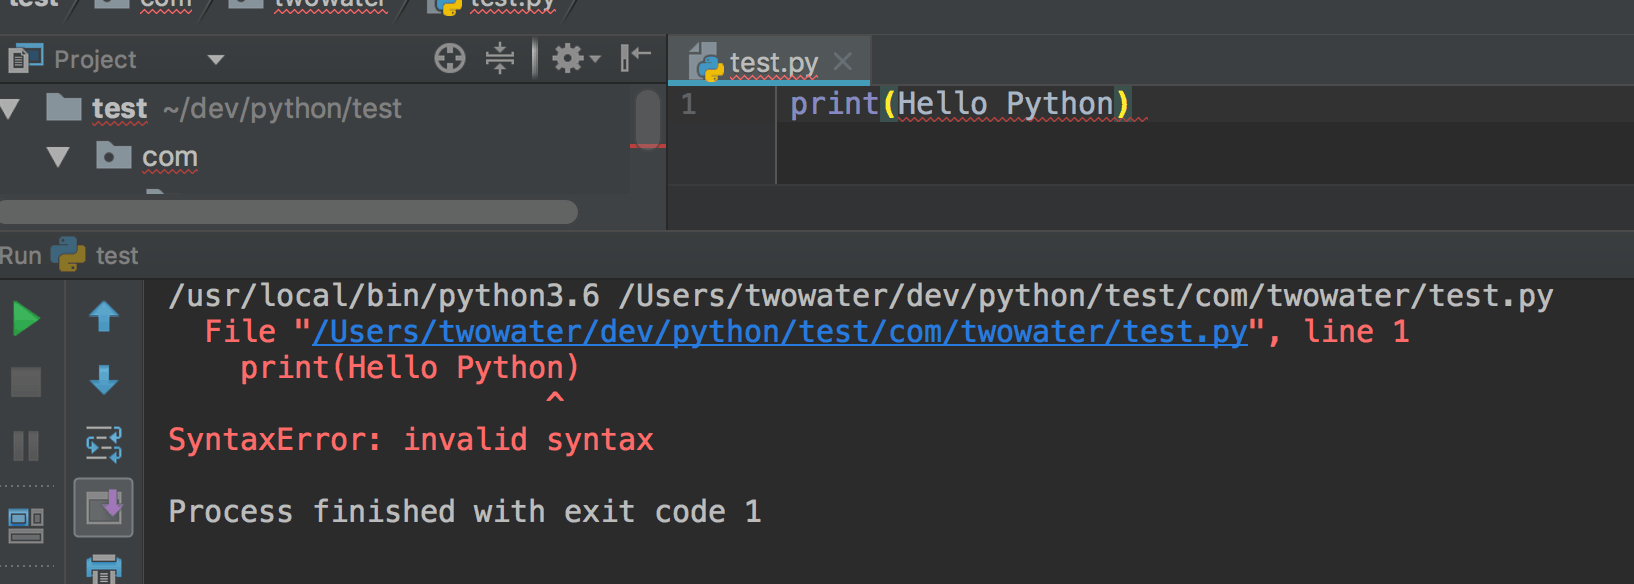 test com twowater test.py
Project
test.py
test ~/dev/python/test
com
1 print(Hello Python)
Run test
/usr/local/bin/python3.6 /Users/twowater/dev/python/test/com/twowater/test.py
File "/Users/twowater/dev/python/test/com/twowater/test.py", line 1
print(Hello Python)
^
SyntaxError: invalid syntax
Process finished with exit code 1